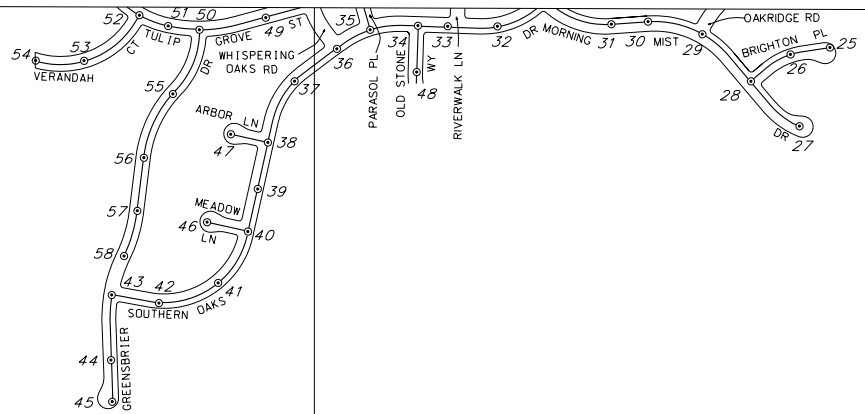 52
51
50
49
ST
35
34
33
32
31
30
29
25
OAKRIDGE RD
TULIP
GROVE
WHISPERING
OAKS RD
DR MORNING
MIST
BRIGHTON
PL
25
26
54
53
VERANDAH
CT
DR
36
PARASOL PL
OLD STONE
WY
48
RIVERWALK LN
28
27
DR
55
37
ARBOR LN
47
38
56
39
MEADOW
46
LN
40
57
58
43
42
41
SOUTHERN OAKS
44
GREENSBRIER
45